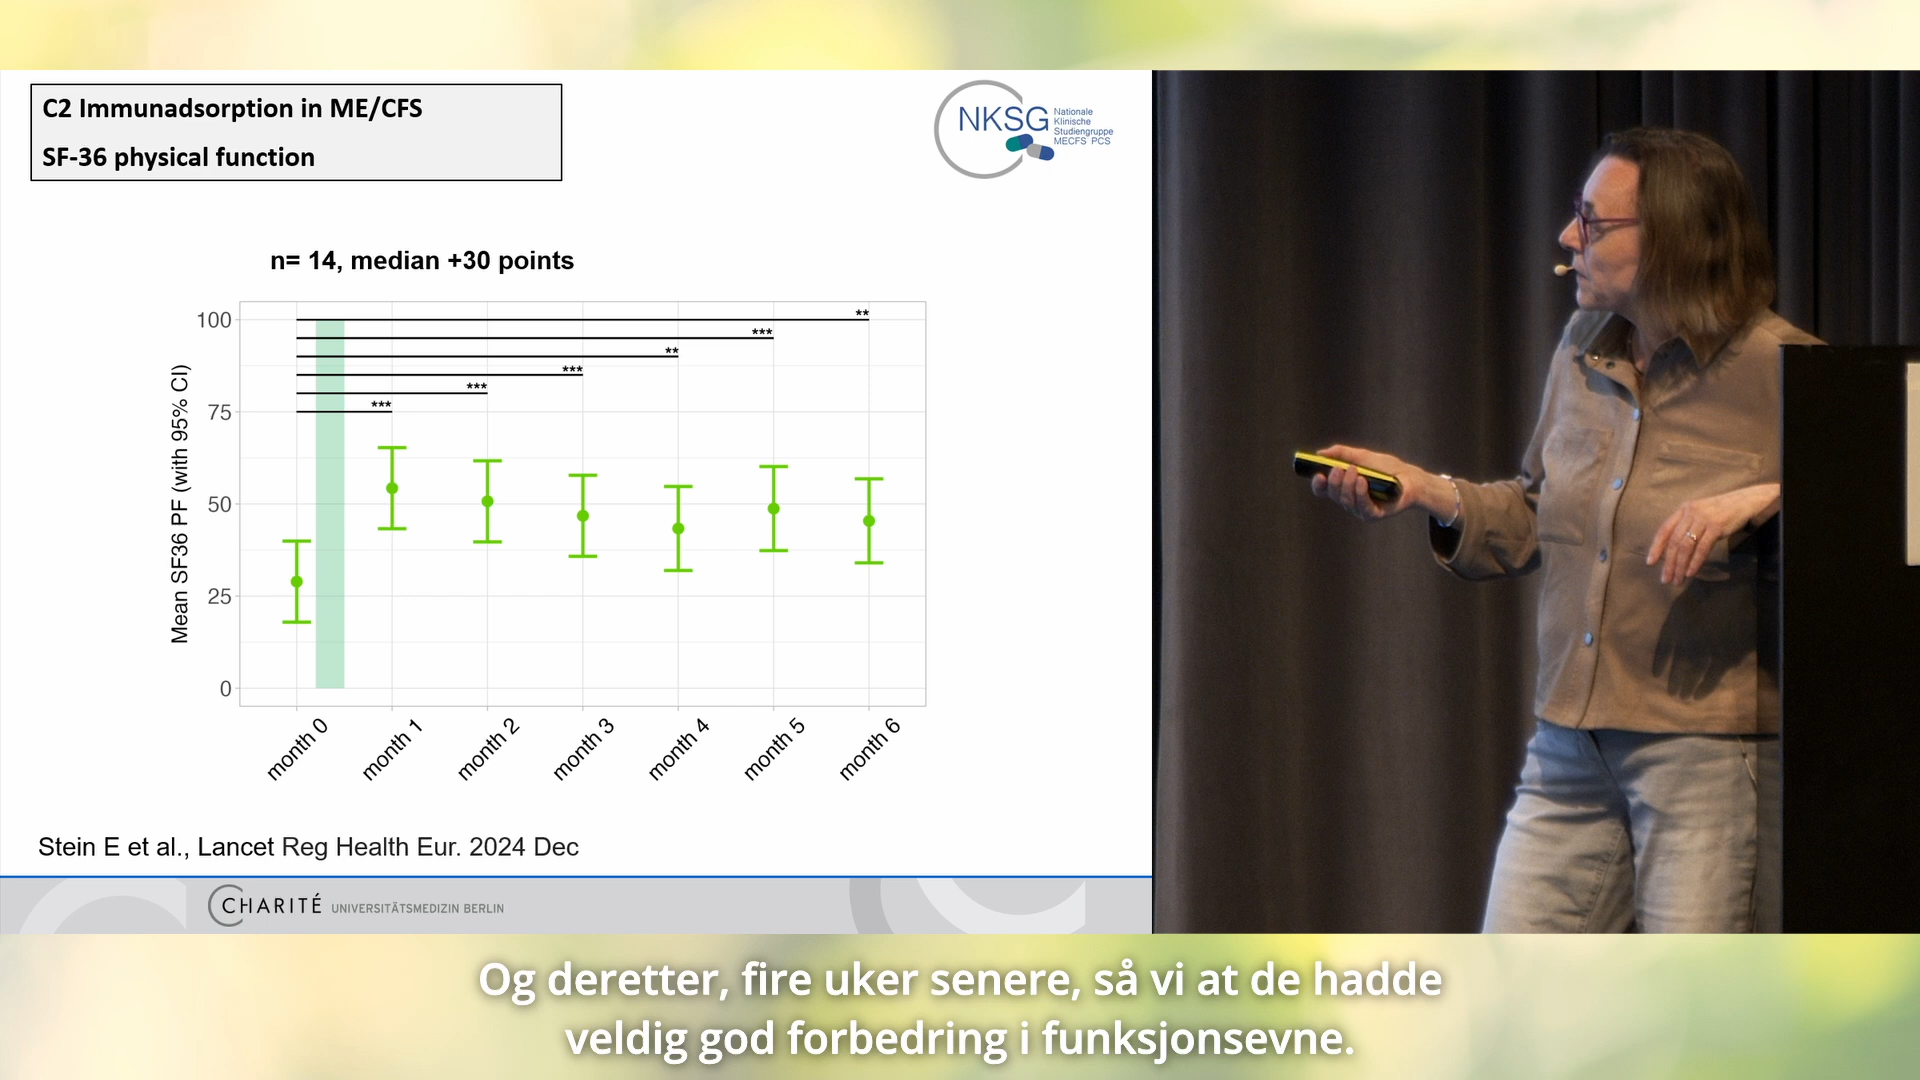 C2 Immunadsorption in ME/CFS
SF-36 physical function
NKSG
Nationale
Klinische
Studiengruppe
MECFS PCS
n= 14, median +30 points
Mean SF36 PF (with 95% CI)
100
75
50
25
0
**
***
**
***
***
***
month 0
month 1
month 2
month 3
month 4
month 5
month 6
Stein E et al., Lancet Reg Health Eur. 2024 Dec
CHARITÉ UNIVERSITÄTSMEDIZIN BERLIN
Og deretter, fire uker senere, så vi at de hadde
veldig god forbedring i funksjonsevne.